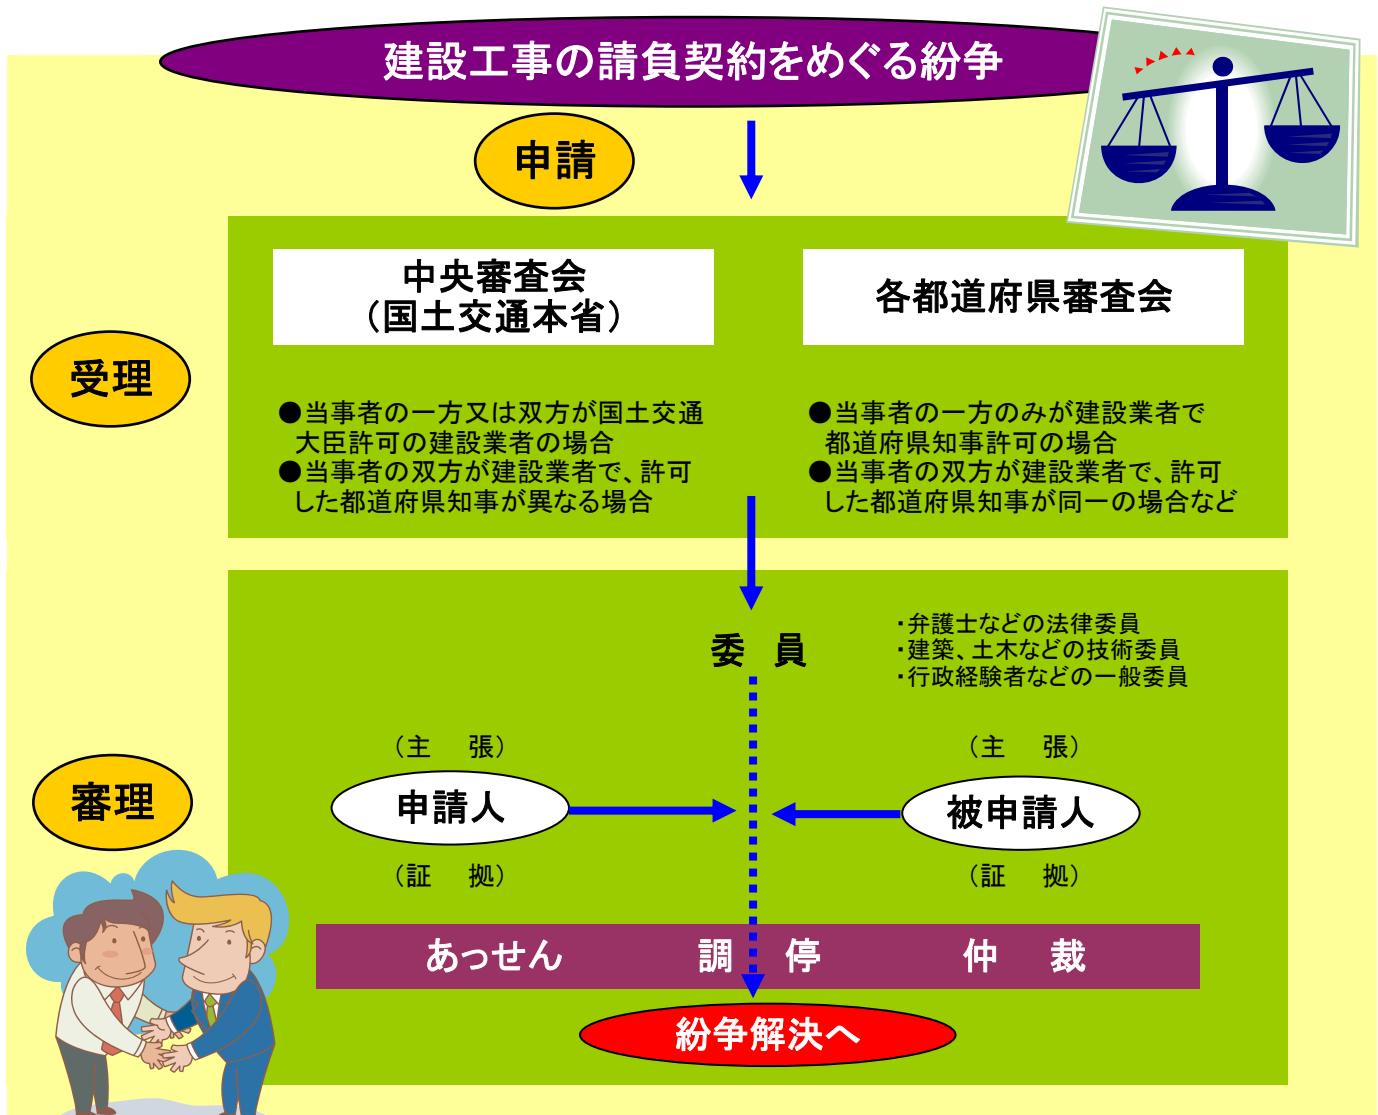 建設工事の請負契約をめぐる紛争
申請
中央審査会
（国土交通本省）
各都道府県審査会
受理
●当事者の一方又は双方が国土交通
大臣許可の建設業者の場合
●当事者の双方が建設業者で、許可
した都道府県知事が異なる場合
●当事者の一方のみが建設業者で
都道府県知事許可の場合
●当事者の双方が建設業者で、許可
した都道府県知事が同一の場合など
委　員
・弁護士などの法律委員
・建築、土木などの技術委員
・行政経験者などの一般委員
審理
（主　張）
申請人
（証　拠）
（主　張）
被申請人
（証　拠）
あっせん　調　停　仲　裁
紛争解決へ